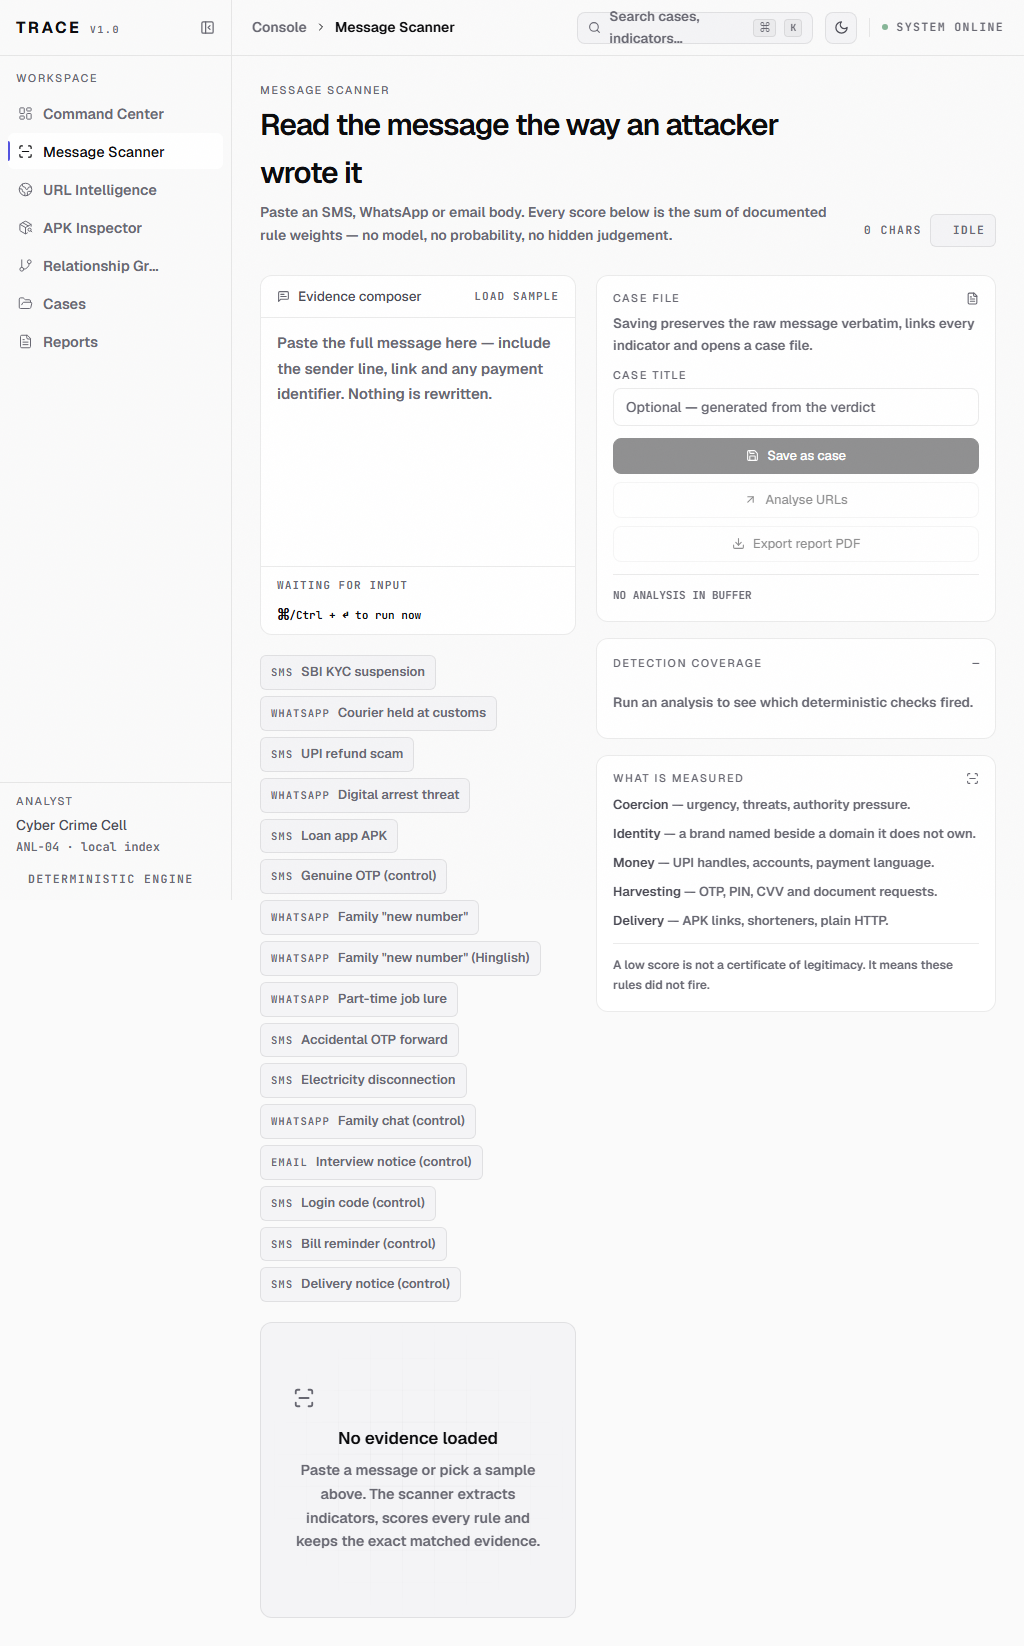 TRACE V1.0
WORKSPACE
Command Center
Message Scanner
URL Intelligence
APK Inspector
Relationship Gr...
Cases
Reports
ANALYST
Cyber Crime Cell
ANL-04 · local index
DETERMINISTIC ENGINE
Console > Message Scanner
Search cases, indicators...
⌘ K
SYSTEM ONLINE
MESSAGE SCANNER
Read the message the way an attacker
wrote it
Paste an SMS, WhatsApp or email body. Every score below is the sum of documented
rule weights — no model, no probability, no hidden judgement.
0 CHARS IDLE
Evidence composer LOAD SAMPLE
Paste the full message here — include
the sender line, link and any payment
identifier. Nothing is rewritten.
WAITING FOR INPUT
⌘/Ctrl + ↵ to run now
SMS SBI KYC suspension
WHATSAPP Courier held at customs
SMS UPI refund scam
WHATSAPP Digital arrest threat
SMS Loan app APK
SMS Genuine OTP (control)
WHATSAPP Family "new number"
WHATSAPP Family "new number" (Hinglish)
WHATSAPP Part-time job lure
SMS Accidental OTP forward
SMS Electricity disconnection
WHATSAPP Family chat (control)
EMAIL Interview notice (control)
SMS Login code (control)
SMS Bill reminder (control)
SMS Delivery notice (control)
No evidence loaded
Paste a message or pick a sample
above. The scanner extracts
indicators, scores every rule and
keeps the exact matched evidence.
CASE FILE
Saving preserves the raw message verbatim, links every
indicator and opens a case file.
CASE TITLE
Optional — generated from the verdict
Save as case
Analyse URLs
Export report PDF
NO ANALYSIS IN BUFFER
DETECTION COVERAGE —
Run an analysis to see which deterministic checks fired.
WHAT IS MEASURED
Coercion — urgency, threats, authority pressure.
Identity — a brand named beside a domain it does not own.
Money — UPI handles, accounts, payment language.
Harvesting — OTP, PIN, CVV and document requests.
Delivery — APK links, shorteners, plain HTTP.
A low score is not a certificate of legitimacy. It means these
rules did not fire.